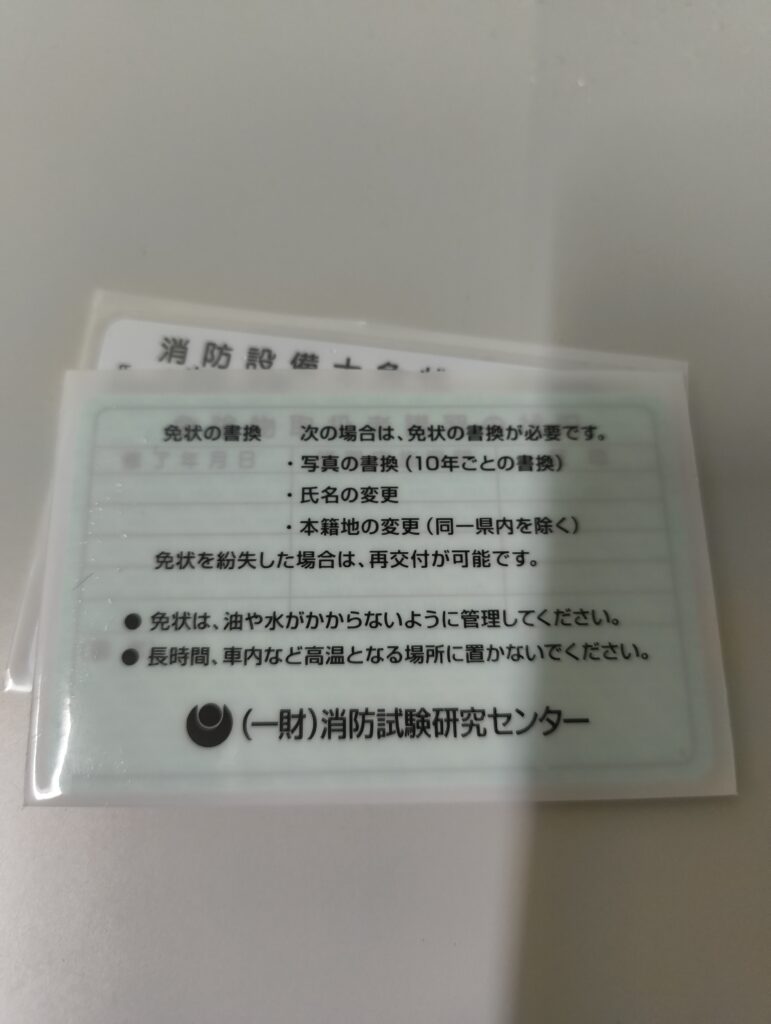 消防設備士免状
免状の書換 次の場合は、免状の書換が必要です。
・写真の書換（10年ごとの書換）
・氏名の変更
・本籍地の変更（同一県内を除く）
免状を紛失した場合は、再交付が可能です。
修了年月日
● 免状は、油や水がかからないように管理してください。
● 長時間、車内など高温となる場所に置かないでください。
（一財）消防試験研究センター